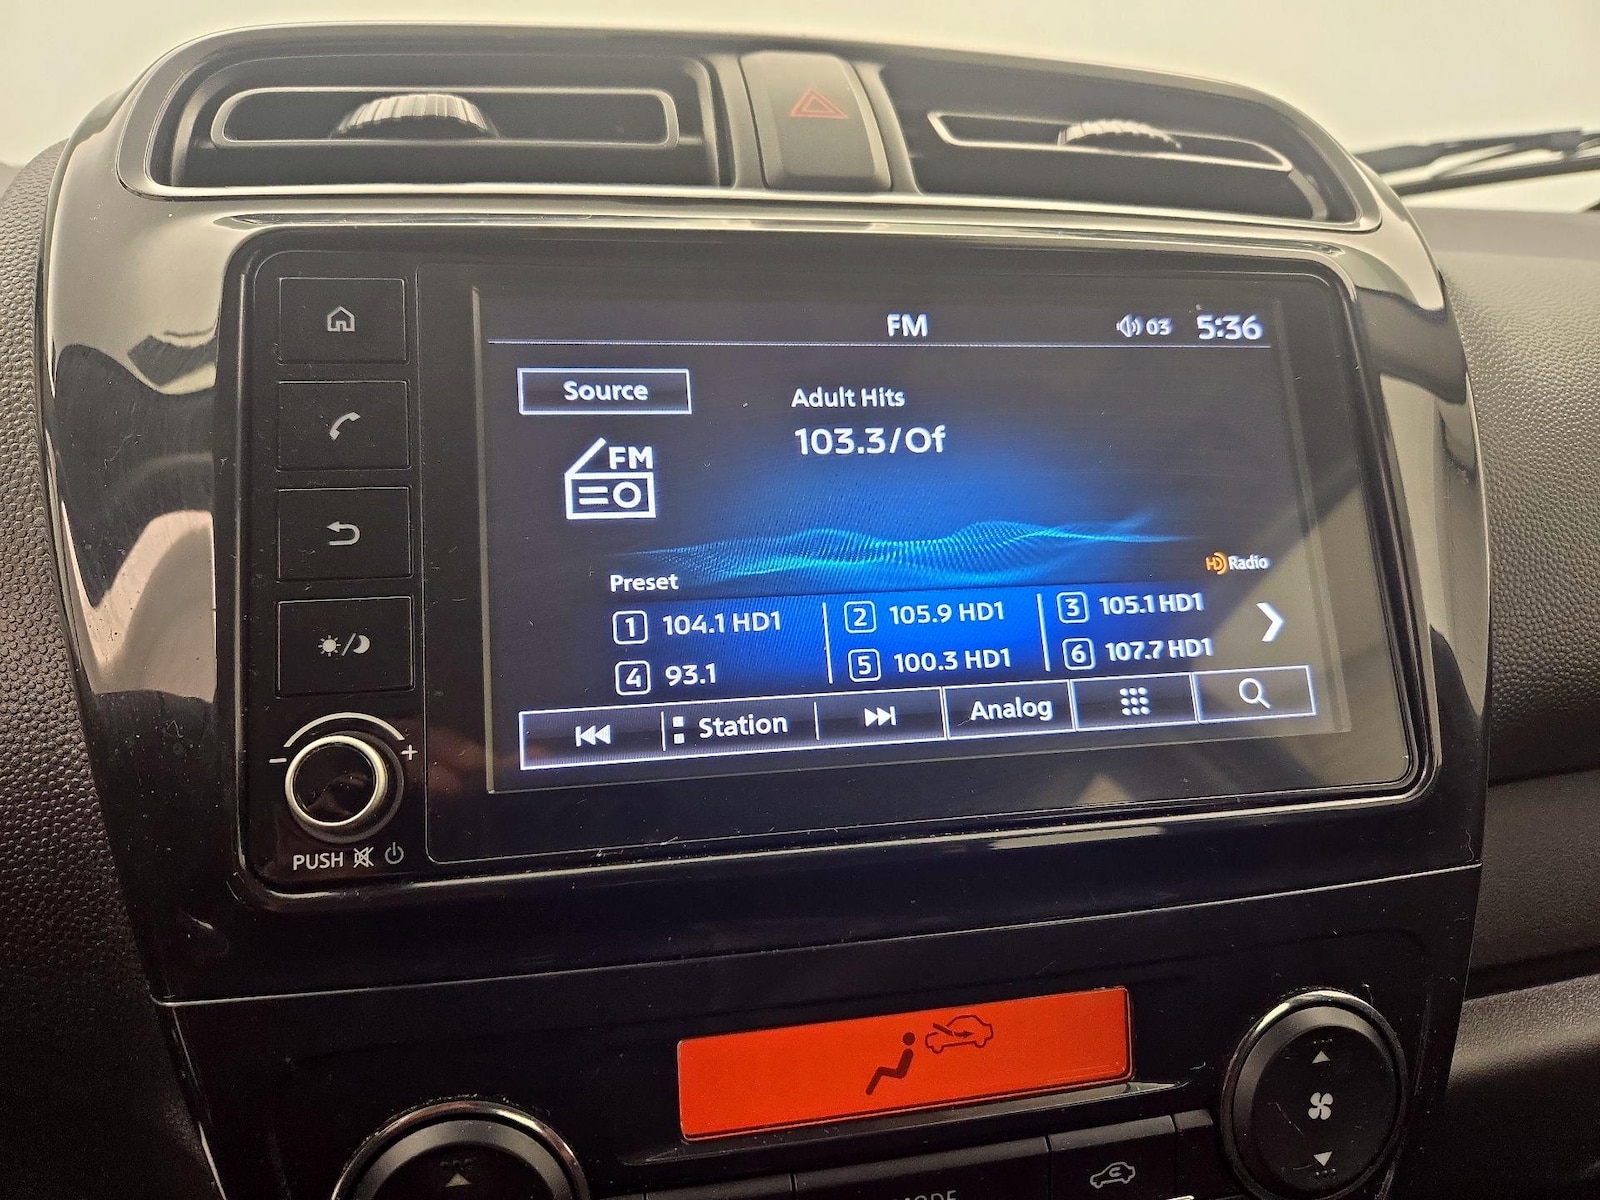 FM
03 5:36
Source
Adult Hits
103.3/Of
FM
HD Radio
Preset
1 104.1 HD1 2 105.9 HD1 3 105.1 HD1
4 93.1 5 100.3 HD1 6 107.7 HD1
Station Analog
- +
PUSH
MODE